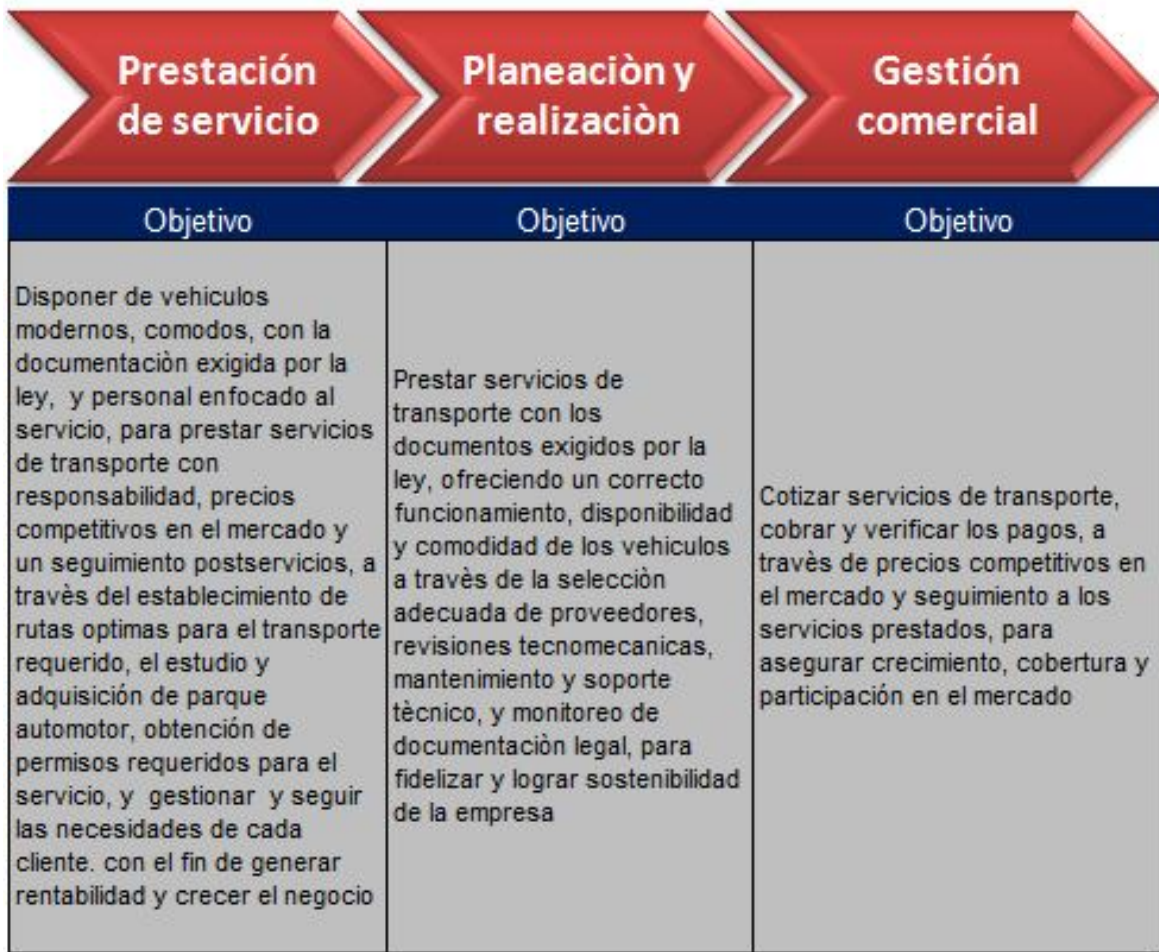 Prestación
de servicio
Planeaciòn y
realizaciòn
Gestión
comercial
Objetivo
Objetivo
Objetivo
Disponer de vehiculos
modernos, comodos, con la
documentaciòn exigida por la
ley, y personal enfocado al
servicio, para prestar servicios
de transporte con
responsabilidad, precios
competitivos en el mercado y
un seguimiento postservicios, a
travès del establecimiento de
rutas optimas para el transporte
requerido, el estudio y
adquisición de parque
automotor, obtención de
permisos requeridos para el
servicio, y gestionar y seguir
las necesidades de cada
cliente. con el fin de generar
rentabilidad y crecer el negocio
Prestar servicios de
transporte con los
documentos exigidos por la
ley, ofreciendo un correcto
funcionamiento, disponibilidad
y comodidad de los vehiculos
a travès de la selecciòn
adecuada de proveedores,
revisiones tecnomecanicas,
mantenimiento y soporte
tècnico, y monitoreo de
documentaciòn legal, para
fidelizar y lograr sostenibilidad
de la empresa
Cotizar servicios de transporte,
cobrar y verificar los pagos, a
travès de precios competitivos en
el mercado y seguimiento a los
servicios prestados, para
asegurar crecimiento, cobertura y
participación en el mercado